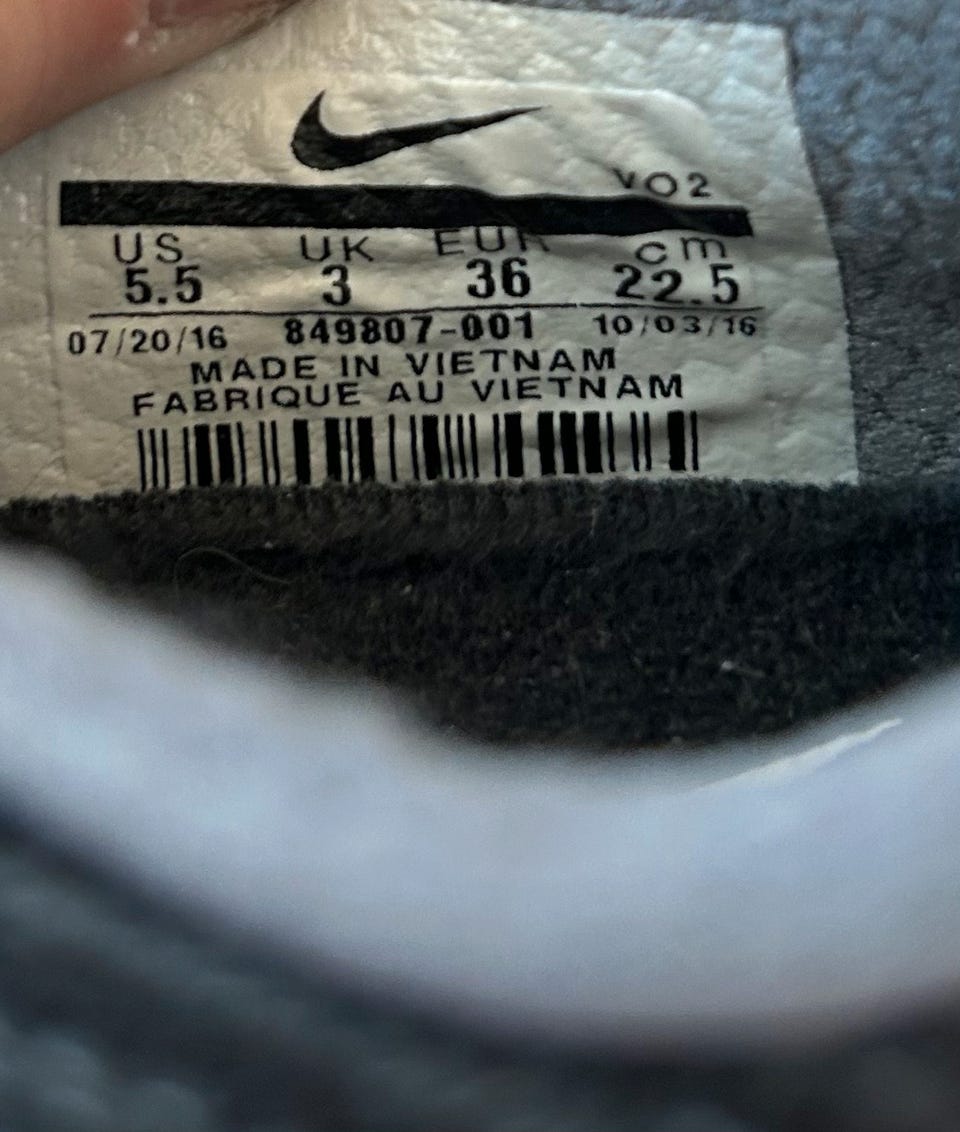 VO2
US UK EUR cm
5.5 3 36 22.5
07/20/16 849807-001 10/03/16
MADE IN VIETNAM
FABRIQUE AU VIETNAM